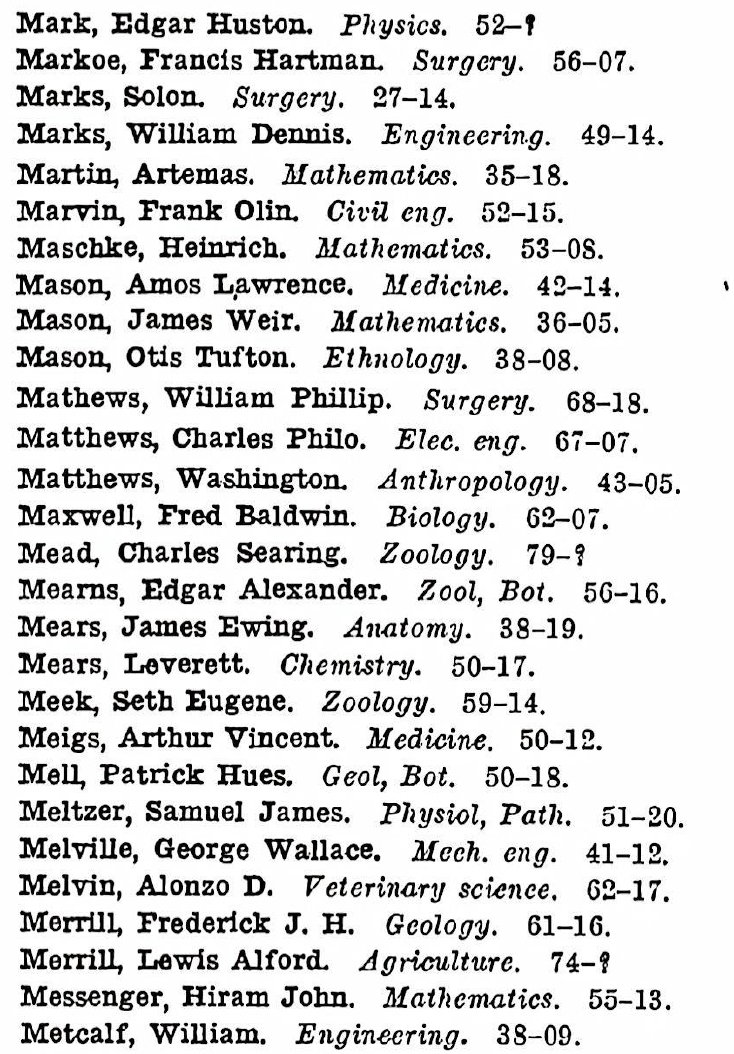 Mark, Edgar Huston. Physics. 52–?
Markoe, Francis Hartman. Surgery. 56–07.
Marks, Solon. Surgery. 27–14.
Marks, William Dennis. Engineering. 49–14.
Martin, Artemas. Mathematics. 35–18.
Marvin, Frank Olin. Civil eng. 52–15.
Maschke, Heinrich. Mathematics. 53–08.
Mason, Amos Lawrence. Medicine. 42–14.
Mason, James Weir. Mathematics. 36–05.
Mason, Otis Tufton. Ethnology. 38–08.
Mathews, William Phillip. Surgery. 68–18.
Matthews, Charles Philo. Elec. eng. 67–07.
Matthews, Washington. Anthropology. 43–05.
Maxwell, Fred Baldwin. Biology. 62–07.
Mead, Charles Searing. Zoology. 79–?
Mearns, Edgar Alexander. Zool, Bot. 56–16.
Mears, James Ewing. Anatomy. 38–19.
Mears, Leverett. Chemistry. 50–17.
Meek, Seth Eugene. Zoology. 59–14.
Meigs, Arthur Vincent. Medicine. 50–12.
Mell, Patrick Hues. Geol, Bot. 50–18.
Meltzer, Samuel James. Physiol, Path. 51–20.
Melville, George Wallace. Mech. eng. 41–12.
Melvin, Alonzo D. Veterinary science. 62–17.
Merrill, Frederick J. H. Geology. 61–16.
Merrill, Lewis Alford. Agriculture. 74–?
Messenger, Hiram John. Mathematics. 55–13.
Metcalf, William. Engineering. 38–09.